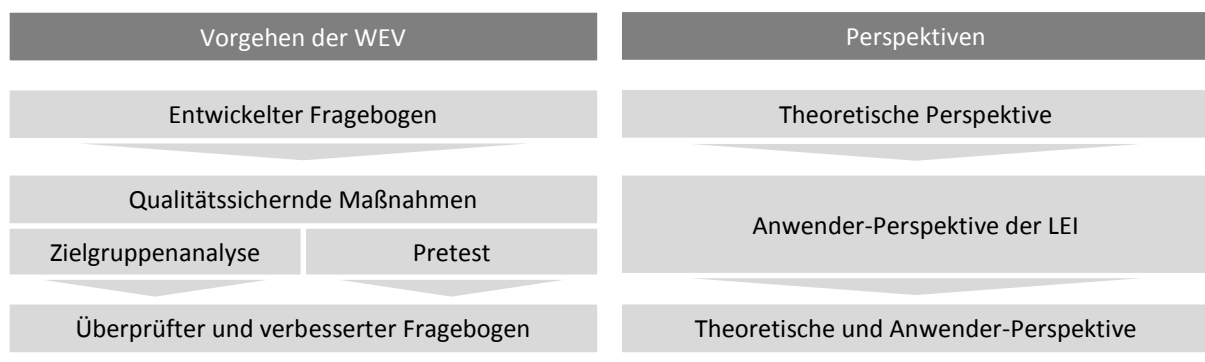 Vorgehen der WEV
Perspektiven
Entwickelter Fragebogen
Theoretische Perspektive
Qualitätssichernde Maßnahmen
Anwender-Perspektive der LEI
Zielgruppenanalyse
Pretest
Überprüfter und verbesserter Fragebogen
Theoretische und Anwender-Perspektive